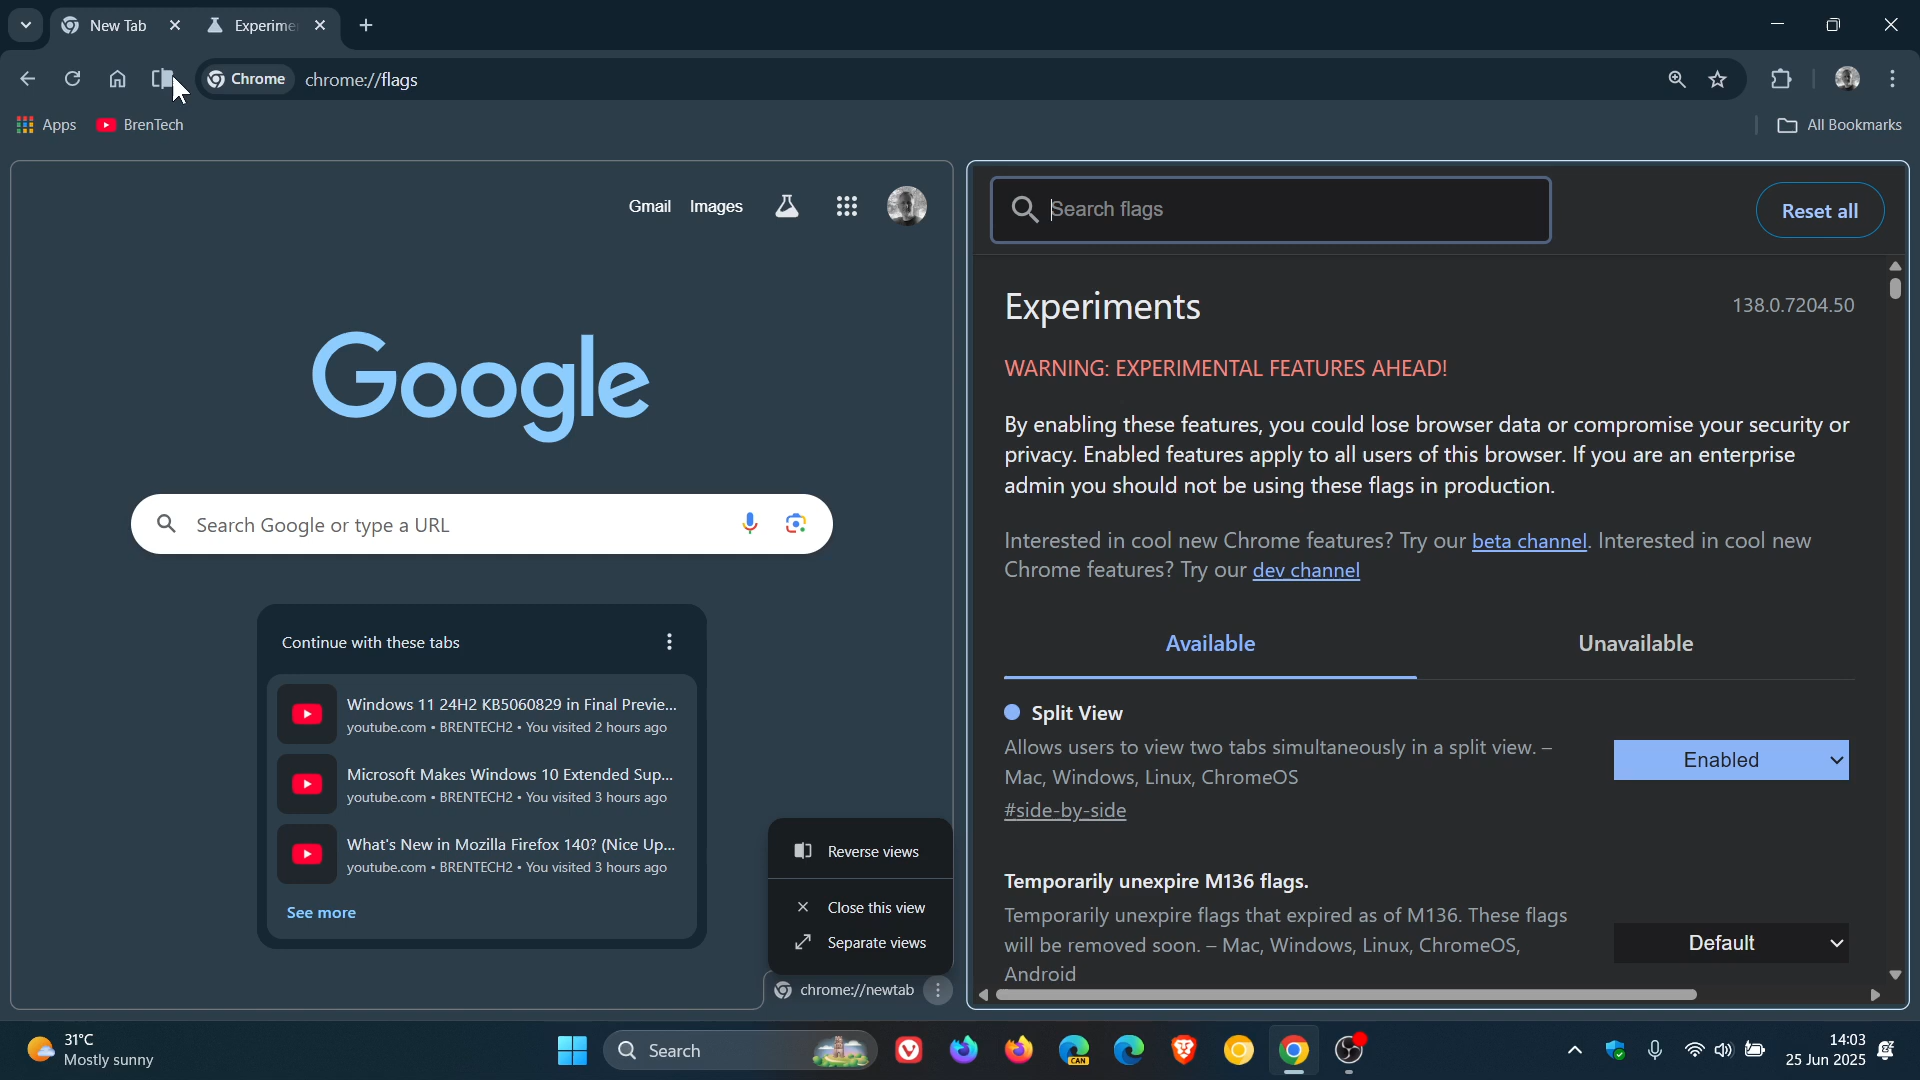 New Tab
Experime
Chrome
chrome://flags
Apps
BrenTech
All Bookmarks
Gmail
Images
Google
Search Google or type a URL
Continue with these tabs
Windows 11 24H2 KB5060829 in Final Previe...
youtube.com • BRENTECH2 • You visited 2 hours ago
Microsoft Makes Windows 10 Extended Sup...
youtube.com • BRENTECH2 • You visited 3 hours ago
What's New in Mozilla Firefox 140? (Nice Up...
youtube.com • BRENTECH2 • You visited 3 hours ago
See more
Reverse views
Close this view
Separate views
chrome://newtab
Search flags
Reset all
Experiments
138.0.7204.50
WARNING: EXPERIMENTAL FEATURES AHEAD!
By enabling these features, you could lose browser data or compromise your security or
privacy. Enabled features apply to all users of this browser. If you are an enterprise
admin you should not be using these flags in production.
Interested in cool new Chrome features? Try our beta channel. Interested in cool new
Chrome features? Try our dev channel
Available
Unavailable
Split View
Allows users to view two tabs simultaneously in a split view. –
Mac, Windows, Linux, ChromeOS
#side-by-side
Enabled
Temporarily unexpire M136 flags.
Temporarily unexpire flags that expired as of M136. These flags
will be removed soon. – Mac, Windows, Linux, ChromeOS,
Android
Default
31°C
Mostly sunny
Search
CAN
14:03
25 Jun 2025